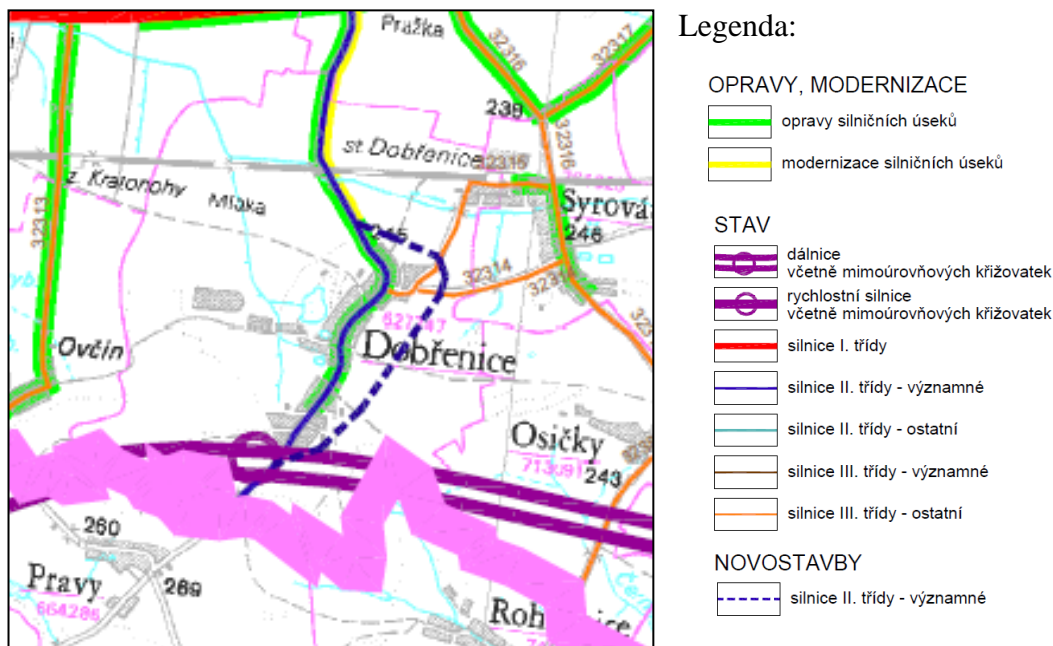 Legenda:
OPRAVY, MODERNIZACE
opravy silničních úseků
modernizace silničních úseků
STAV
dálnice
včetně mimoúrovňových křižovatek
rychlostní silnice
včetně mimoúrovňových křižovatek
silnice I. třídy
silnice II. třídy - významné
silnice II. třídy - ostatní
silnice III. třídy - významné
silnice III. třídy - ostatní
NOVOSTAVBY
silnice II. třídy - významné
Pražka
32316
32317
239
st Dobřenice
32316
z. Kratonohy
Mlaka
32313
Syrová
246
32314
Dobřenice
Ovčín
Osičky
713091
243
260
Pravy
664286
269
Roh